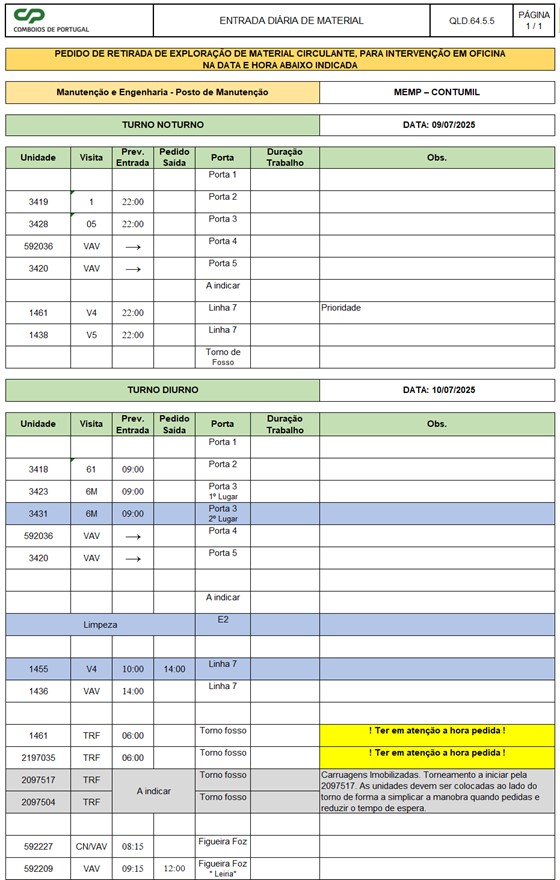 CP
COMBOIOS DE PORTUGAL
ENTRADA DIÁRIA DE MATERIAL
QLD.64.5.5
PÁGINA
1 / 1
PEDIDO DE RETIRADA DE EXPLORAÇÃO DE MATERIAL CIRCULANTE, PARA INTERVENÇÃO EM OFICINA
NA DATA E HORA ABAIXO INDICADA
Manutenção e Engenharia - Posto de Manutenção
MEMP – CONTUMIL
TURNO NOTURNO
DATA: 09/07/2025
Unidade Visita Prev. Entrada Pedido Saída Porta Duração Trabalho Obs.
Porta 1
3419 1 22:00 Porta 2
3428 05 22:00 Porta 3
592036 VAV → Porta 4
3420 VAV → Porta 5
A indicar
1461 V4 22:00 Linha 7 Prioridade
1438 V5 22:00 Linha 7
Torno de
Fosso
TURNO DIURNO
DATA: 10/07/2025
Unidade Visita Prev. Entrada Pedido Saída Porta Duração Trabalho Obs.
Porta 1
3418 61 09:00 Porta 2
3423 6M 09:00 Porta 3
1º Lugar
3431 6M 09:00 Porta 3
2º Lugar
592036 VAV → Porta 4
3420 VAV → Porta 5
A indicar
Limpeza E2
1455 V4 10:00 14:00 Linha 7
1436 VAV 14:00 Linha 7
1461 TRF 06:00 Torno fosso ! Ter em atenção a hora pedida !
2197035 TRF 06:00 Torno fosso ! Ter em atenção a hora pedida !
2097517 TRF A indicar Torno fosso Carruagens Imobilizadas. Torneamento a iniciar pela
2097517. As unidades devem ser colocadas ao lado do
2097504 TRF Torno fosso torno de forma a simplicar a manobra quando pedidas e
reduzir o tempo de espera.
592227 CN/VAV 08:15 Figueira Foz
592209 VAV 09:15 12:00 Figueira Foz
" Leiria"